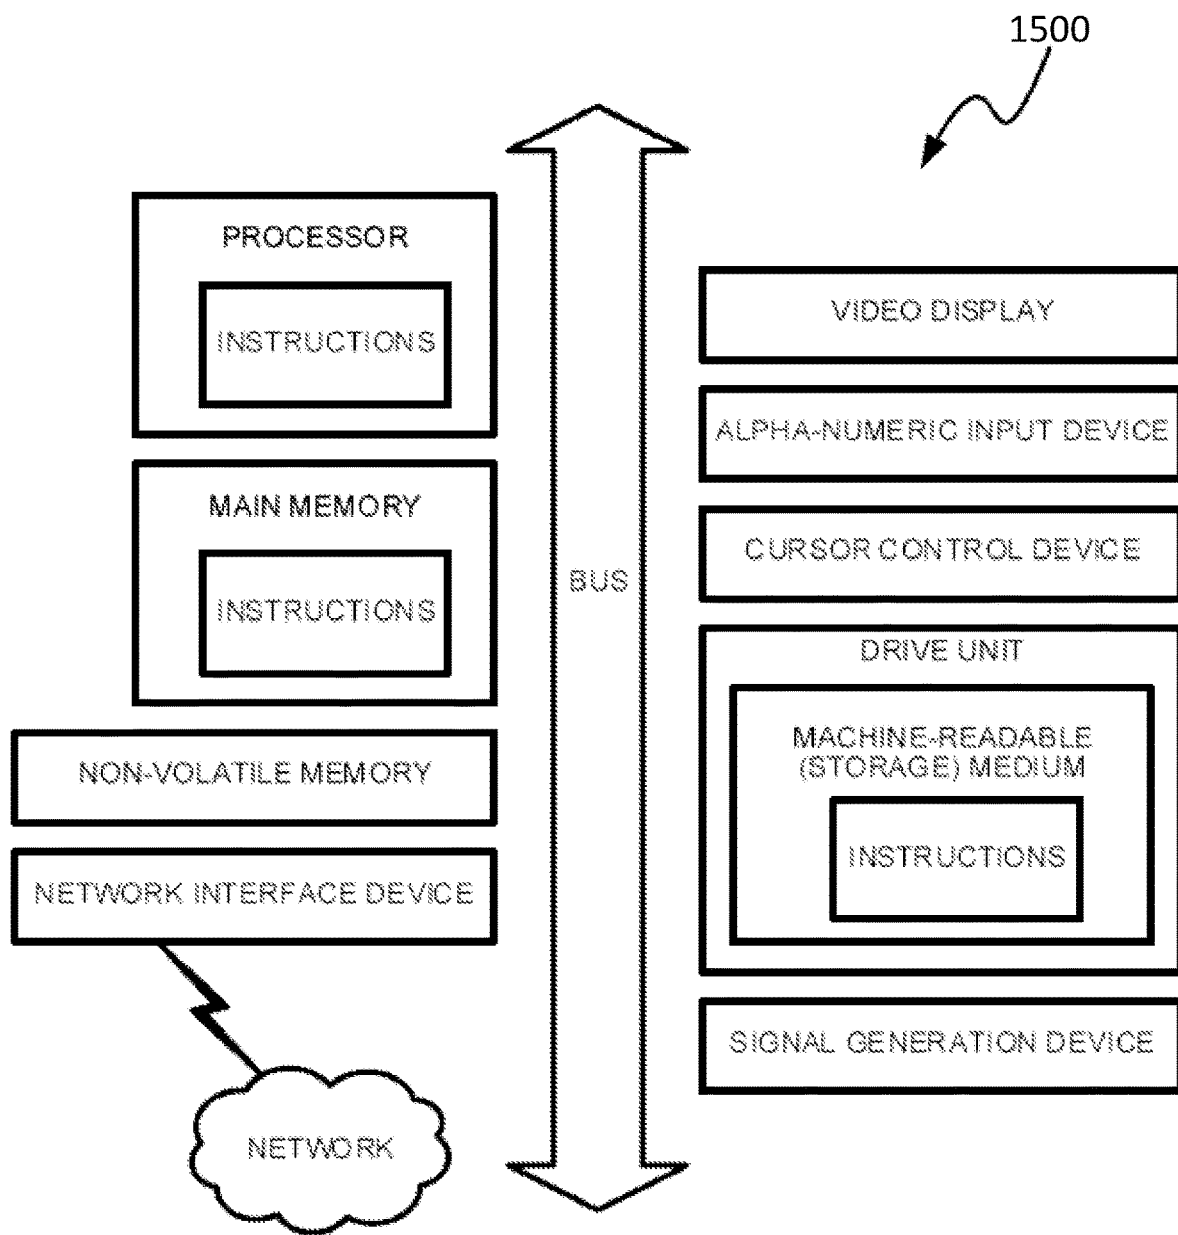 1500
PROCESSOR
INSTRUCTIONS
MAIN MEMORY
INSTRUCTIONS
NON-VOLATILE MEMORY
NETWORK INTERFACE DEVICE
NETWORK
BUS
VIDEO DISPLAY
ALPHA-NUMERIC INPUT DEVICE
CURSOR CONTROL DEVICE
DRIVE UNIT
MACHINE-READABLE
(STORAGE) MEDIUM
INSTRUCTIONS
SIGNAL GENERATION DEVICE